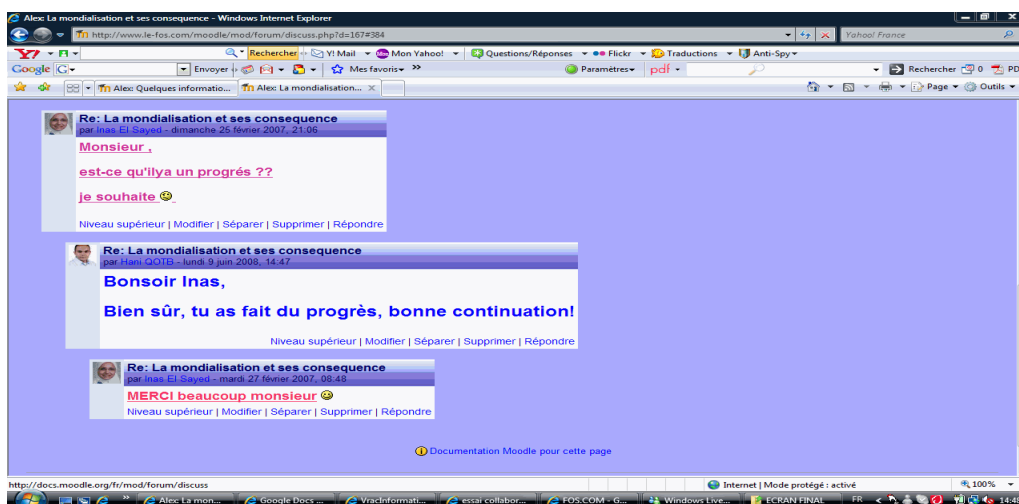 Alex: La mondialisation et ses consequence - Windows Internet Explorer
http://www.le-fos.com/moodle/mod/forum/discuss.php?d=167#384
Yahoo! France
Rechercher Y! Mail Mon Yahoo! Questions/Réponses Flickr Traductions Anti-Spy
Google G Envoyer Mes favoris » Paramètres pdf Rechercher 0 PD
Alex: Quelques informatio... Alex: La mondialisation... Page Outils
Re: La mondialisation et ses consequence
par Inas El Sayed - dimanche 25 février 2007, 21:06
Monsieur ,
est-ce qu'ilya un progrés ??
je souhaite
Niveau supérieur | Modifier | Séparer | Supprimer | Répondre
Re: La mondialisation et ses consequence
par Hani QOTB - lundi 9 juin 2008, 14:47
Bonsoir Inas,
Bien sûr, tu as fait du progrès, bonne continuation!
Niveau supérieur | Modifier | Séparer | Supprimer | Répondre
Re: La mondialisation et ses consequence
par Inas El Sayed - mardi 27 février 2007, 08:48
MERCI beaucoup monsieur
Niveau supérieur | Modifier | Séparer | Supprimer | Répondre
Documentation Moodle pour cette page
http://docs.moodle.org/fr/mod/forum/discuss Internet | Mode protégé : activé 100%
» Alex: La mon... Google Docs ... VracInformati... essai collabor... FOS.COM - G... Windows Live... ECRAN FINAL FR < 14:48